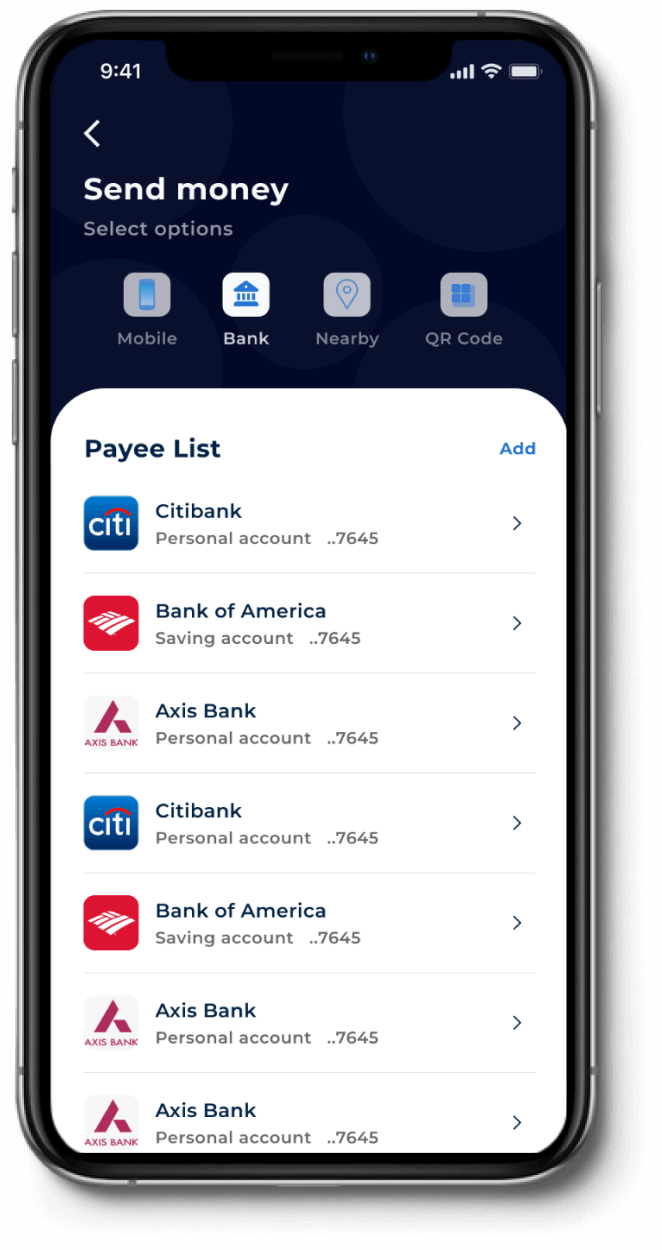 9:41
Send money
Select options
Mobile Bank Nearby QR Code
Payee List Add
citi
Citibank
Personal account ..7645
Bank of America
Saving account ..7645
AXIS BANK
Axis Bank
Personal account ..7645
citi
Citibank
Personal account ..7645
Bank of America
Saving account ..7645
AXIS BANK
Axis Bank
Personal account ..7645
AXIS BANK
Axis Bank
Personal account ..7645